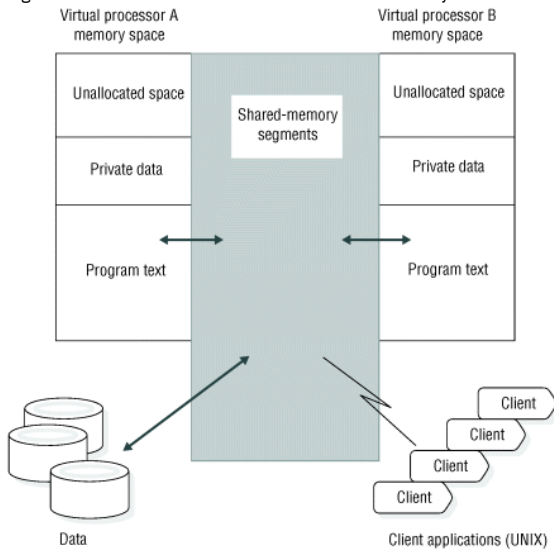 Virtual processor A
memory space
Virtual processor B
memory space
Unallocated space
Shared-memory
segments
Unallocated space
Private data
Private data
Program text
Program text
Client
Client
Client
Client
Data
Client applications (UNIX)